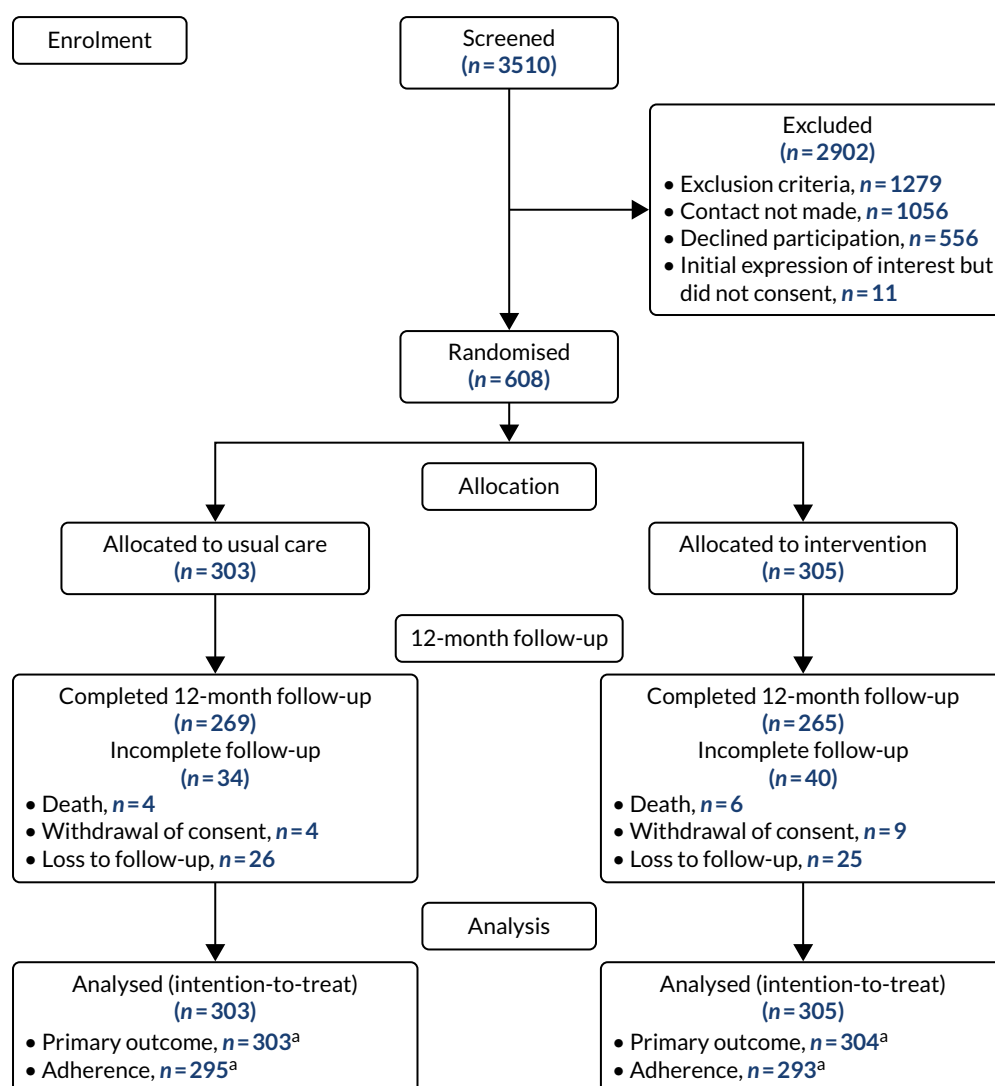 Enrolment
Screened
(n=3510)
Excluded
(n=2902)
• Exclusion criteria, n=1279
• Contact not made, n=1056
• Declined participation, n=556
• Initial expression of interest but
did not consent, n=11
Randomised
(n=608)
Allocation
Allocated to usual care
(n=303)
Allocated to intervention
(n=305)
12-month follow-up
Completed 12-month follow-up
(n=269)
Incomplete follow-up
(n=34)
• Death, n=4
• Withdrawal of consent, n=4
• Loss to follow-up, n=26
Completed 12-month follow-up
(n=265)
Incomplete follow-up
(n=40)
• Death, n=6
• Withdrawal of consent, n=9
• Loss to follow-up, n=25
Analysis
Analysed (intention-to-treat)
(n=303)
• Primary outcome, n=303a
• Adherence, n=295a
Analysed (intention-to-treat)
(n=305)
• Primary outcome, n=304a
• Adherence, n=293a